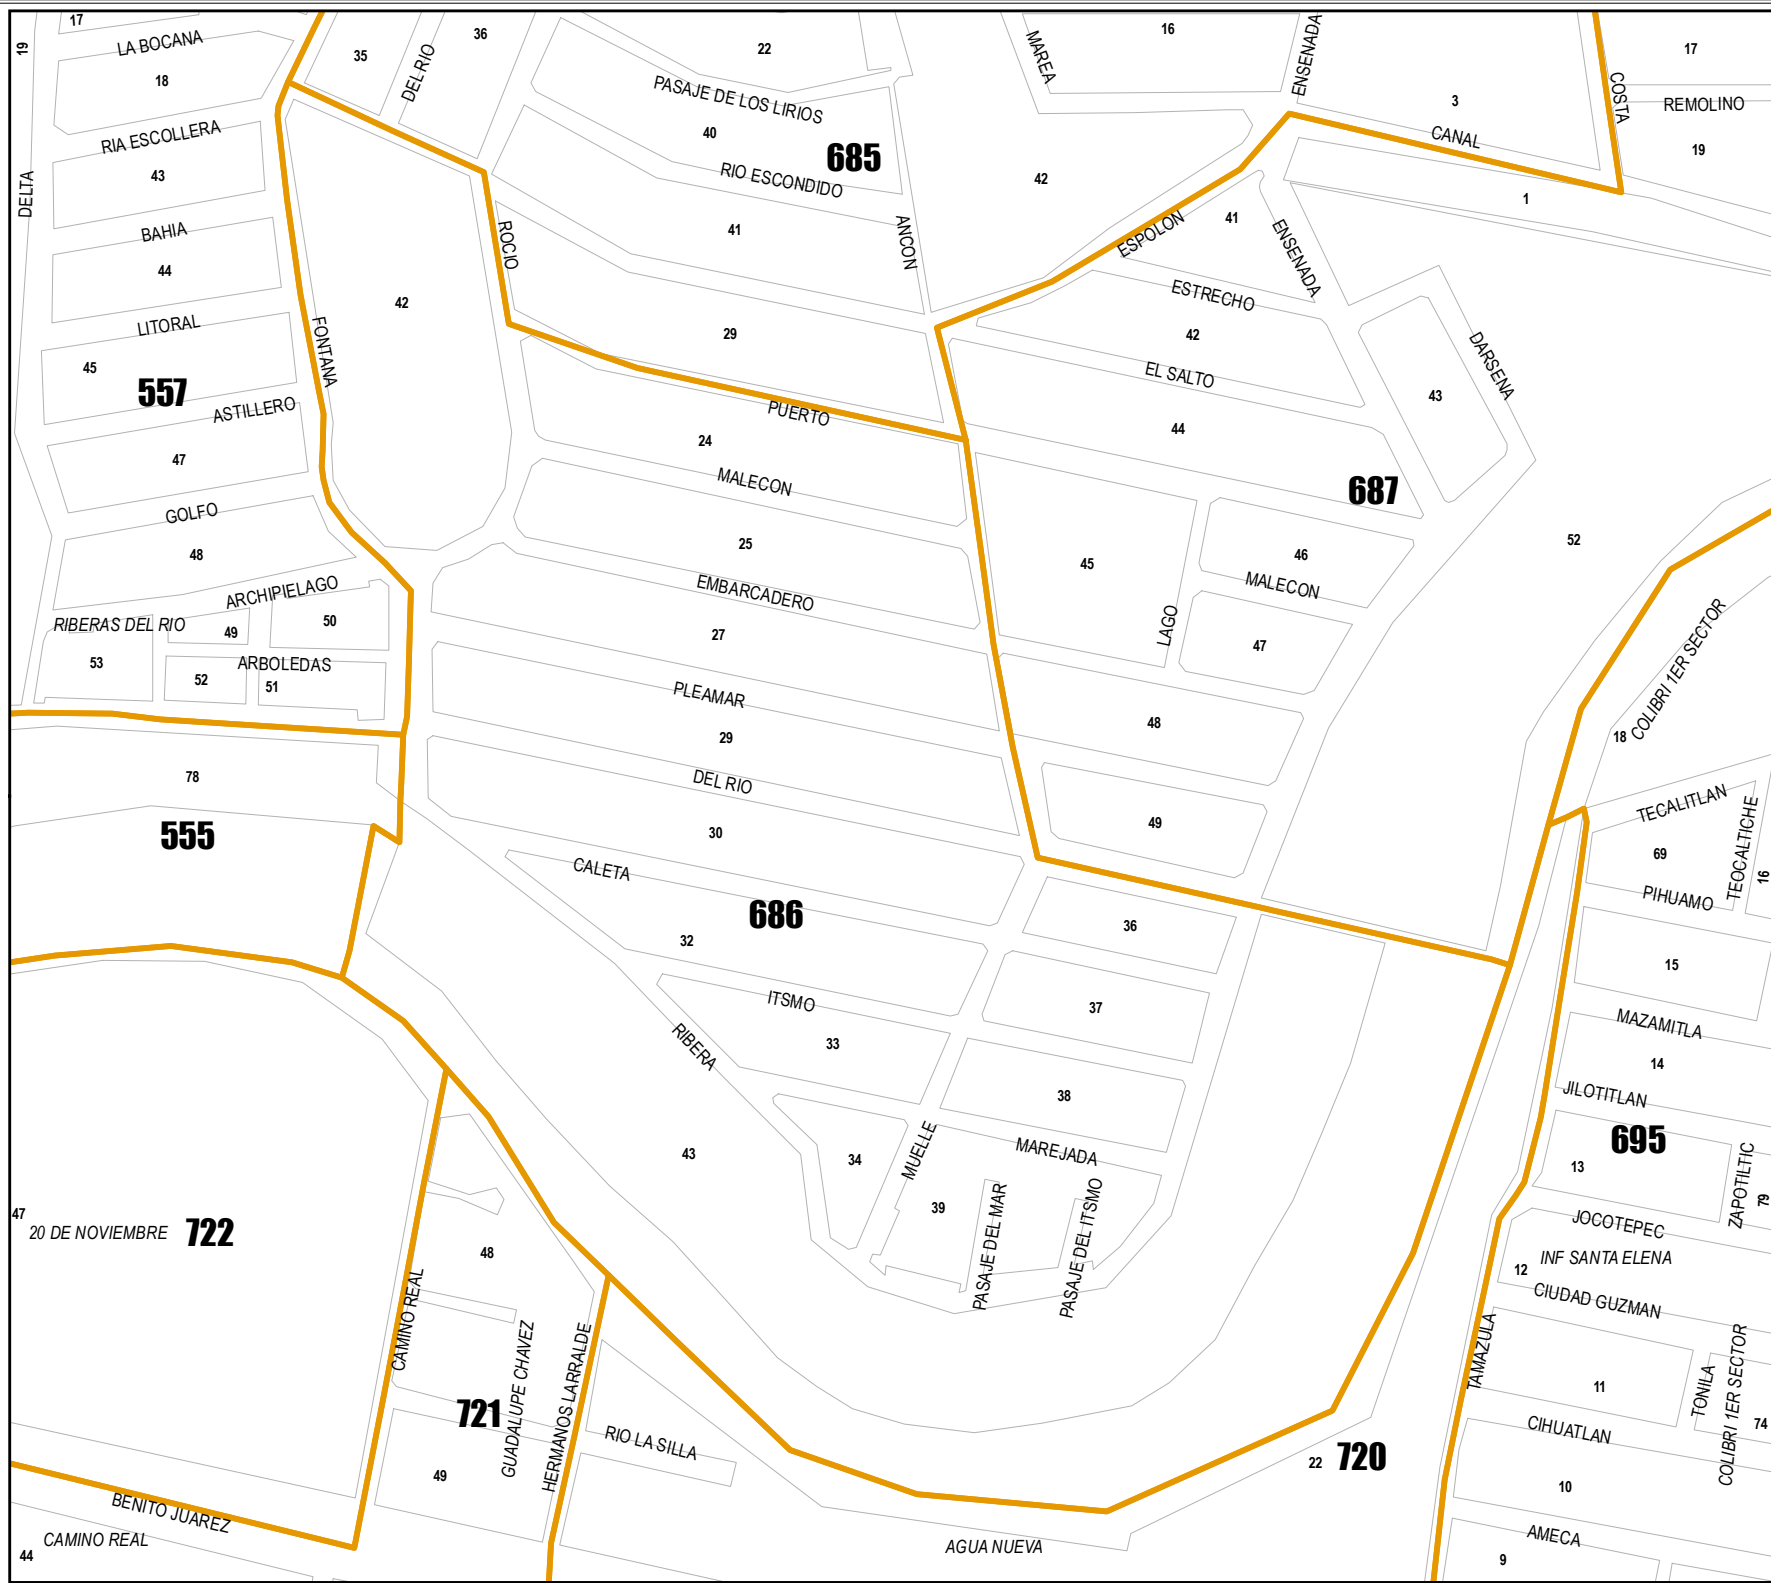 17
19
LA BOCANA
18
35
DEL RIO
36
22
MAREA
16
ENSENADA
17
COSTA
REMOLINO
3
CANAL
19
PASAJE DE LOS LIRIOS
40
685
RIO ESCONDIDO
42
RIA ESCOLLERA
43
DELTA
BAHIA
44
ROCIO
41
ANCON
ESPOLON
41
ENSENADA
1
ESTRECHO
42
LITORAL
45
557
FONTANA
42
29
42
EL SALTO
DARSENA
43
ASTILLERO
47
PUERTO
24
44
MALECON
687
GOLFO
48
25
45
46
MALECON
52
ARCHIPIELAGO
EMBARCADERO
RIBERAS DEL RIO
49
50
27
LAGO
47
COLIBRI 1ER SECTOR
53
ARBOLEDAS
52
51
PLEAMAR
48
18
29
78
DEL RIO
TECALITLAN
TEOCALTICHE
555
30
49
69
16
CALETA
PIHUAMO
686
32
36
15
ITSMO
37
MAZAMITLA
RIBERA
33
14
38
JILOTITLAN
695
MUELLE
MAREJADA
43
34
13
ZAPOTILTIC
79
PASAJE DEL MAR
PASAJE DEL ITSMO
39
47
20 DE NOVIEMBRE
722
JOCOTEPEC
48
INF SANTA ELENA
12
CIUDAD GUZMAN
CAMINO REAL
GUADALUPE CHAVEZ
HERMANOS LARRALDE
TAMAZULA
11
TONILA
COLIBRI 1ER SECTOR
74
721
CIHUATLAN
RIO LA SILLA
49
22
720
10
BENITO JUAREZ
CAMINO REAL
AGUA NUEVA
AMECA
44
9